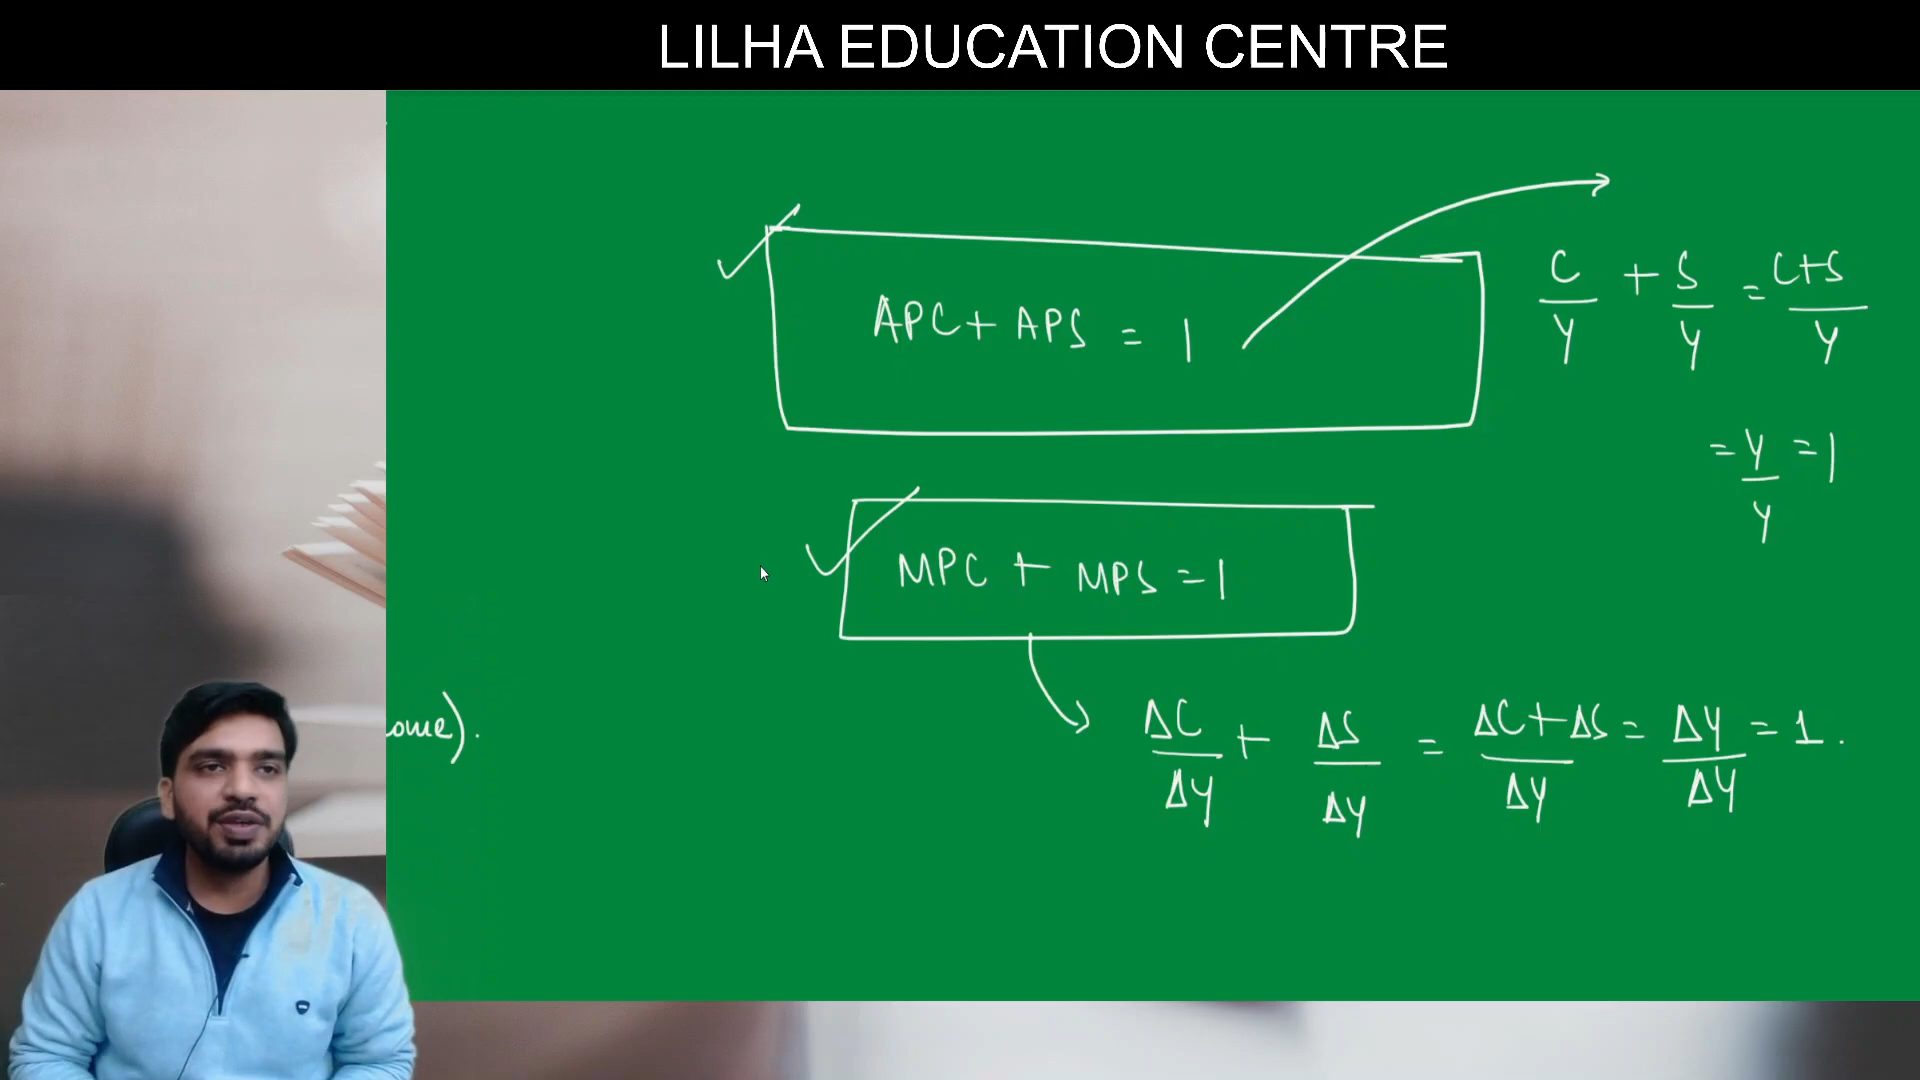 LILHA EDUCATION CENTRE
APC + APS = 1
C/Y + S/Y = C+S/Y
= Y/Y = 1
MPC + MPS = 1
ome).
ΔC/ΔY + ΔS/ΔY = ΔC+ΔS/ΔY = ΔY/ΔY = 1.